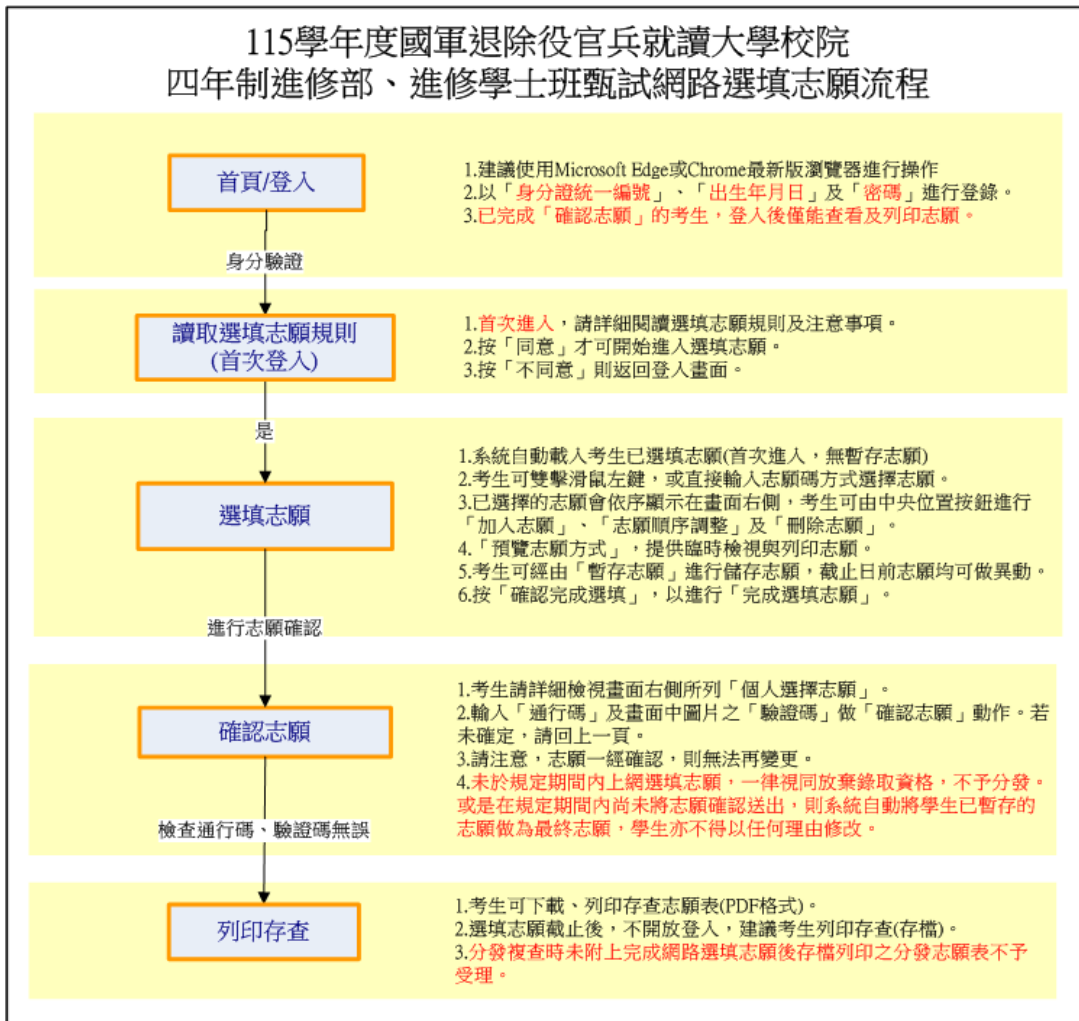 115學年度國軍退除役官兵就讀大學校院
四年制進修部、進修學士班甄試網路選填志願流程
首頁/登入
1.建議使用Microsoft Edge或Chrome最新版瀏覽器進行操作
2.以「身分證統一編號」、「出生年月日」及「密碼」進行登錄。
3.已完成「確認志願」的考生，登入後僅能查看及列印志願。
身分驗證
讀取選填志願規則
(首次登入)
1.首次進入，請詳細閱讀選填志願規則及注意事項。
2.按「同意」才可開始進入選填志願。
3.按「不同意」則返回登入畫面。
是
選填志願
1.系統自動載入考生已選填志願(首次進入，無暫存志願)
2.考生可雙擊滑鼠左鍵，或直接輸入志願碼方式選擇志願。
3.已選擇的志願會依序顯示在畫面右側，考生可由中央位置按鈕進行
「加入志願」、「志願順序調整」及「刪除志願」。
4.「預覽志願方式」，提供臨時檢視與列印志願。
5.考生可經由「暫存志願」進行儲存志願，截止日前志願均可做異動。
6.按「確認完成選填」，以進行「完成選填志願」。
進行志願確認
確認志願
1.考生請詳細檢視畫面右側所列「個人選擇志願」。
2.輸入「通行碼」及畫面中圖片之「驗證碼」做「確認志願」動作。若
未確定，請回上一頁。
3.請注意，志願一經確認，則無法再變更。
4.未於規定期間內上網選填志願，一律視同放棄錄取資格，不予分發。
或是在規定期間內尚未將志願確認送出，則系統自動將學生已暫存的
志願做為最終志願，學生亦不得以任何理由修改。
檢查通行碼、驗證碼無誤
列印存查
1.考生可下載、列印存查志願表(PDF格式)。
2.選填志願截止後，不開放登入，建議考生列印存查(存檔)。
3.分發複查時未附上完成網路選填志願後存檔列印之分發志願表不予
受理。